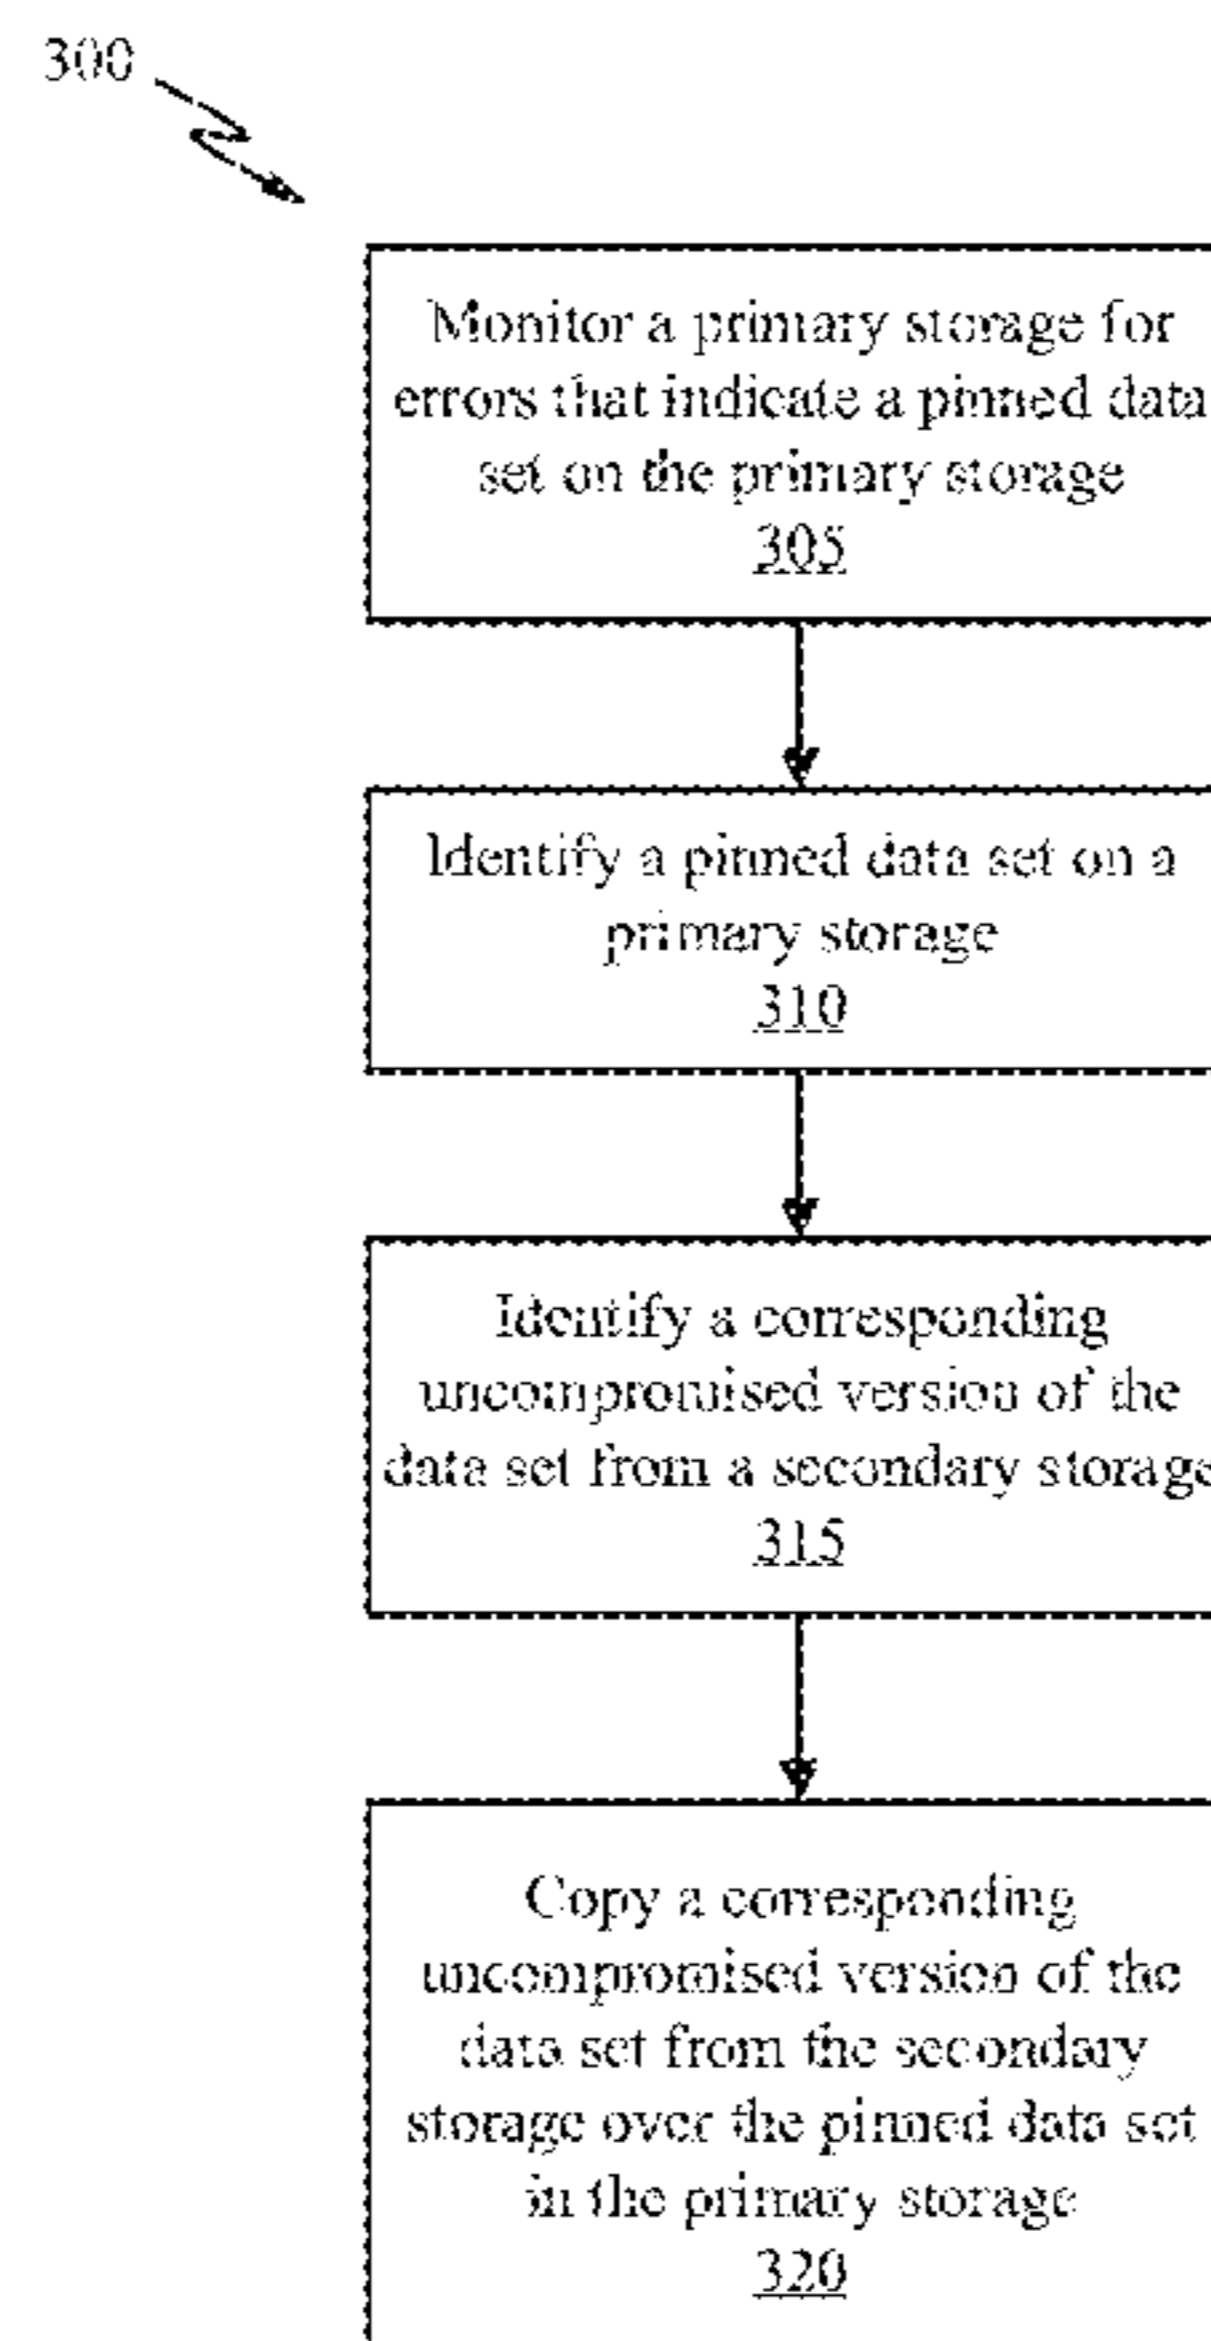 300
Monitor a primary storage for
errors that indicate a pinned data
set on the primary storage
305
Identify a pinned data set on a
primary storage
310
Identify a corresponding
uncompromised version of the
data set from a secondary storage
315
Copy a corresponding
uncompromised version of the
data set from the secondary
storage over the pinned data set
in the primary storage
320